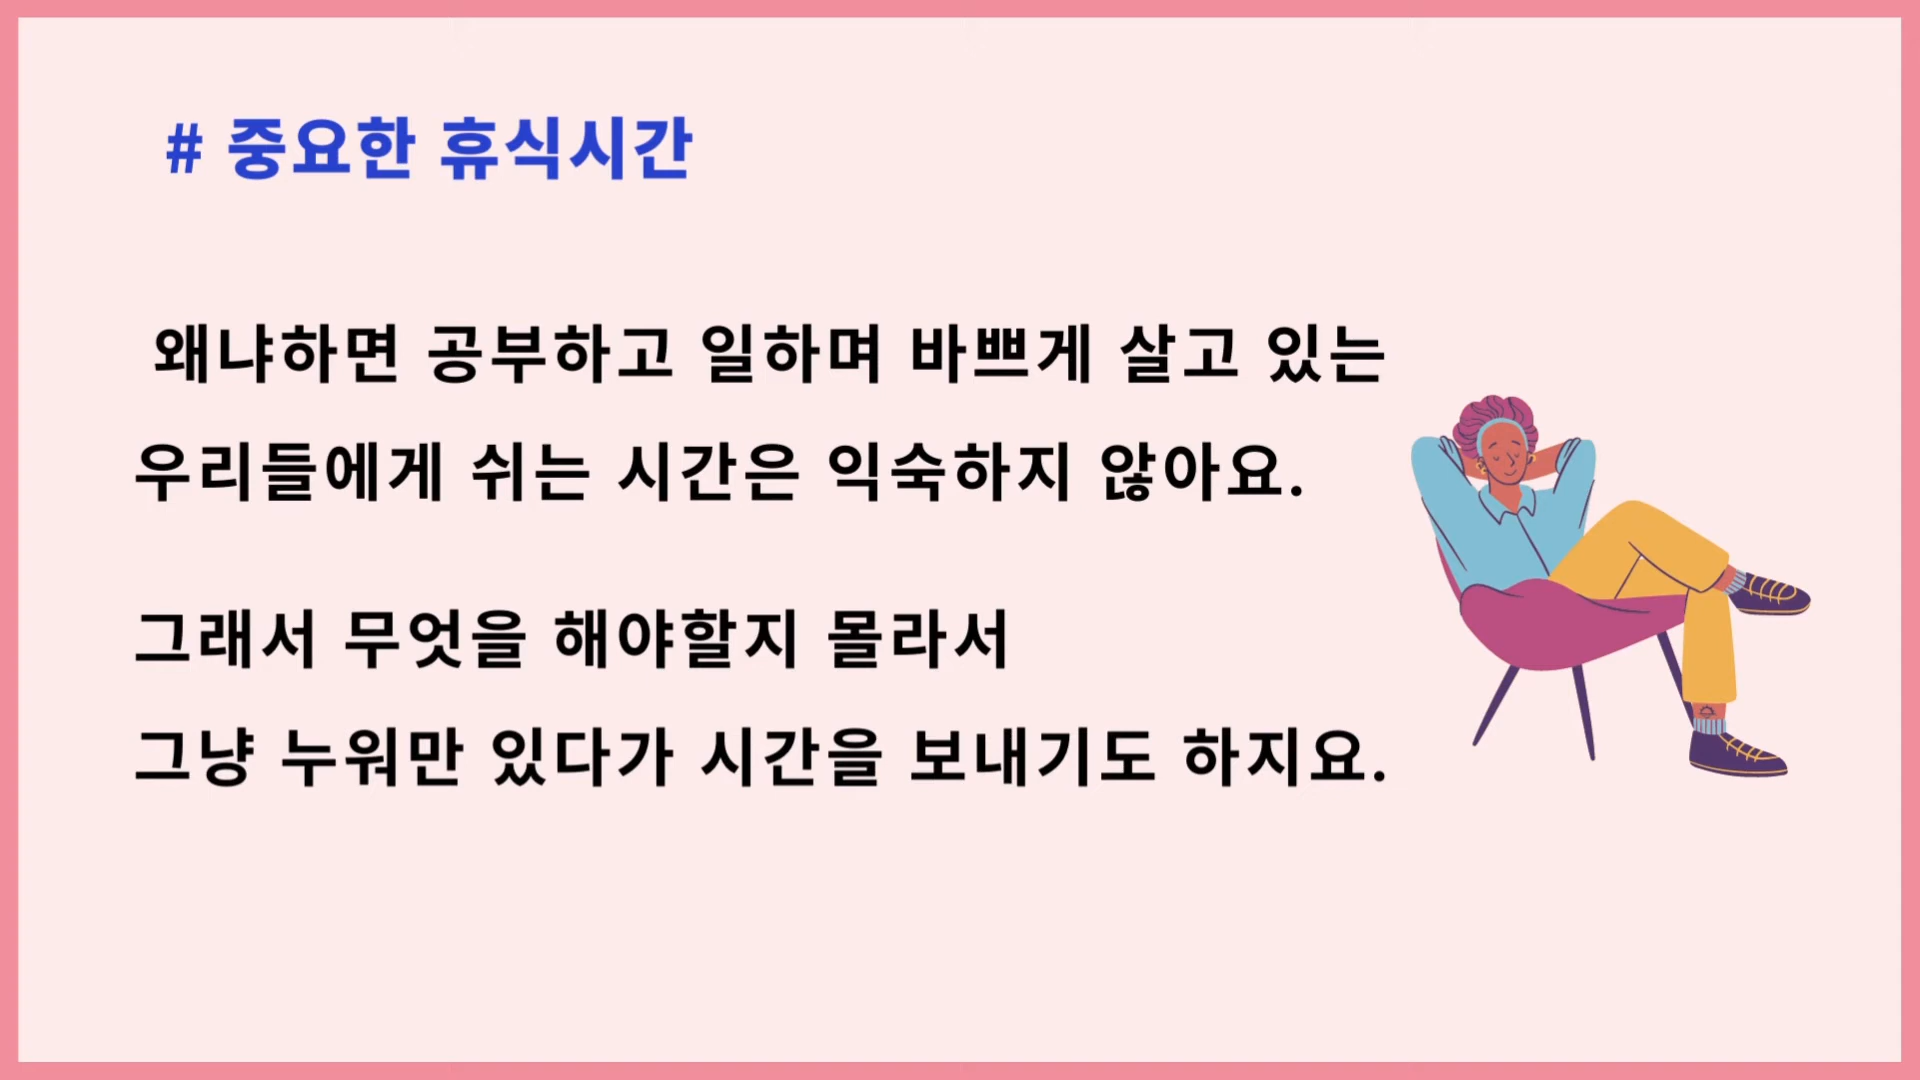 # 중요한 휴식시간
왜냐하면 공부하고 일하며 바쁘게 살고 있는
우리들에게 쉬는 시간은 익숙하지 않아요.
그래서 무엇을 해야할지 몰라서
그냥 누워만 있다가 시간을 보내기도 하지요.